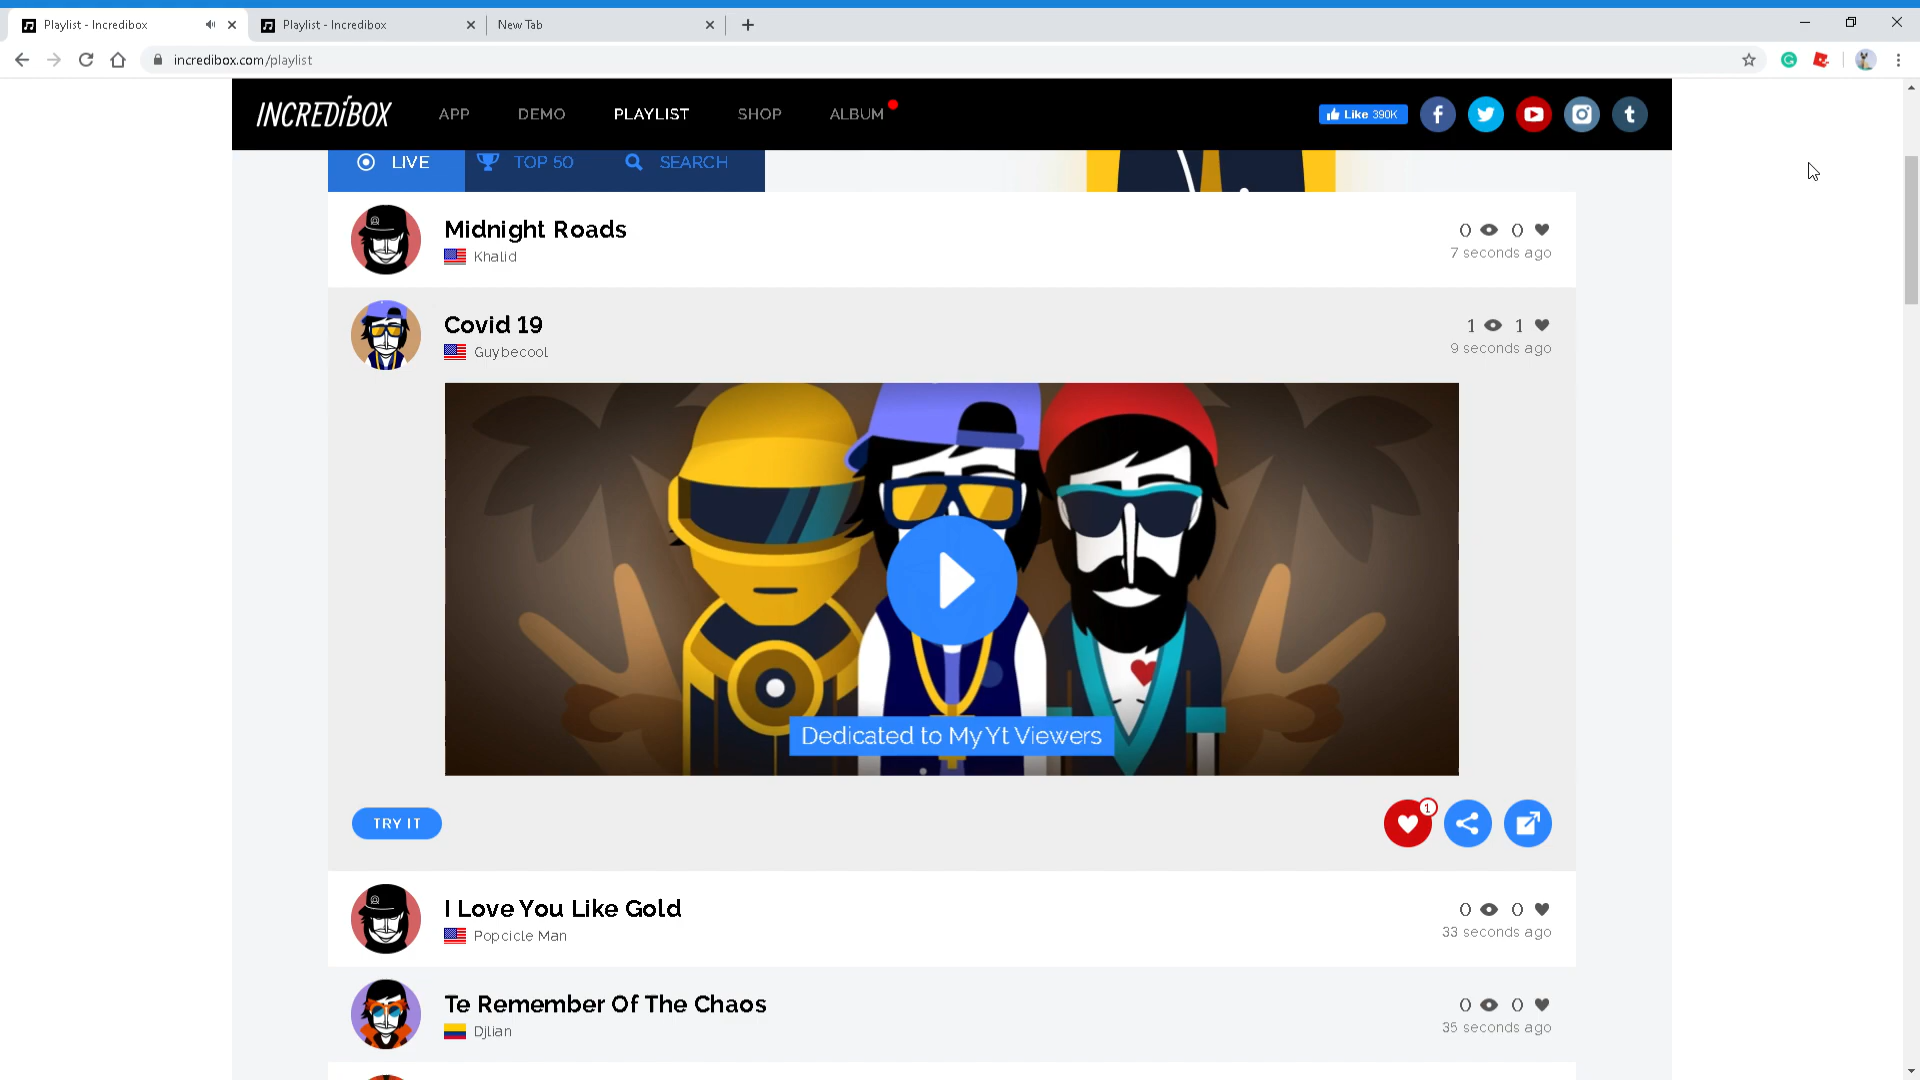 Playlist - Incredibox
Playlist - Incredibox
New Tab
incredibox.com/playlist
INCREDIBOX
APP
DEMO
PLAYLIST
SHOP
ALBUM
Like 390K
LIVE
TOP 50
SEARCH
Midnight Roads
0 0
Khalid
7 seconds ago
Covid 19
1 1
Guybecool
9 seconds ago
Dedicated to My Yt Viewers
TRY IT
1
I Love You Like Gold
0 0
Popcicle Man
33 seconds ago
Te Remember Of The Chaos
0 0
Djlian
35 seconds ago